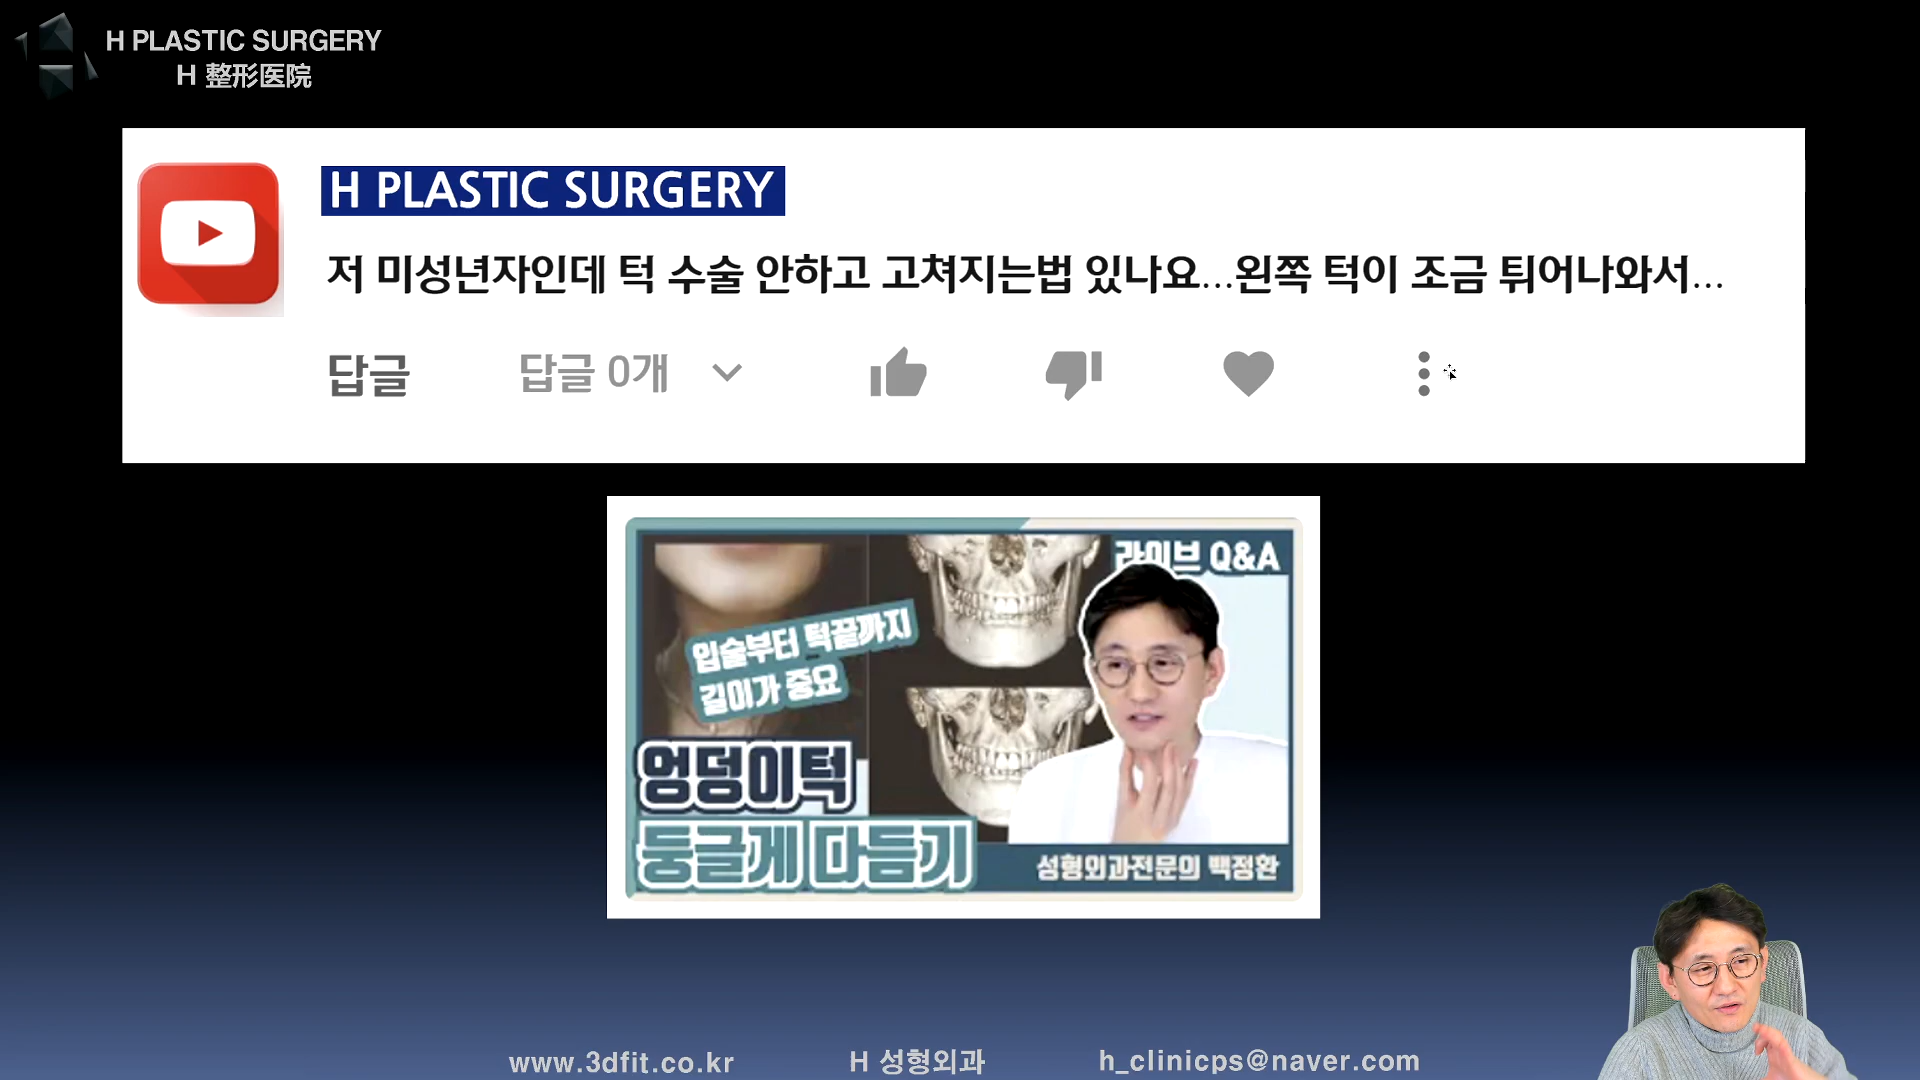 H PLASTIC SURGERY
H 整形医院
H PLASTIC SURGERY
저 미성년자인데 턱 수술 안하고 고쳐지는법 있나요...왼쪽 턱이 조금 튀어나와서...
답글
답글 0개
라이브 Q&A
입술부터 턱끝까지
길이가 중요
엉덩이턱
둥글게 다듬기
성형외과전문의 백정환
www.3dfit.co.kr
H 성형외과
h_clinicps@naver.com